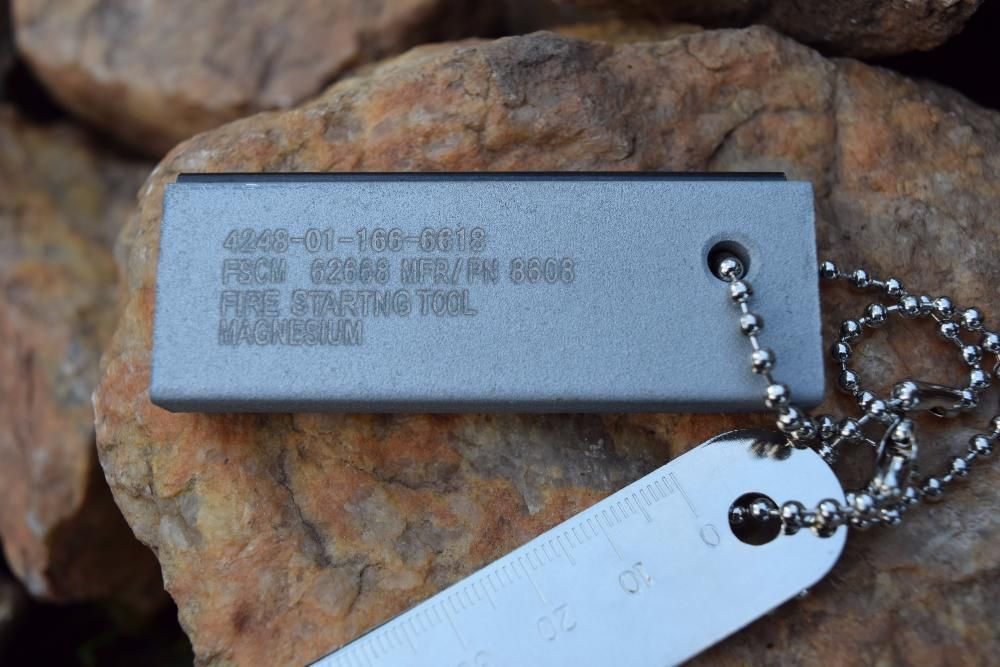 4248-01-166-6618
FSCM 62668 MFR/PN 8608
FIRE STARTNG TOOL
MAGNESIUM
0
10
20